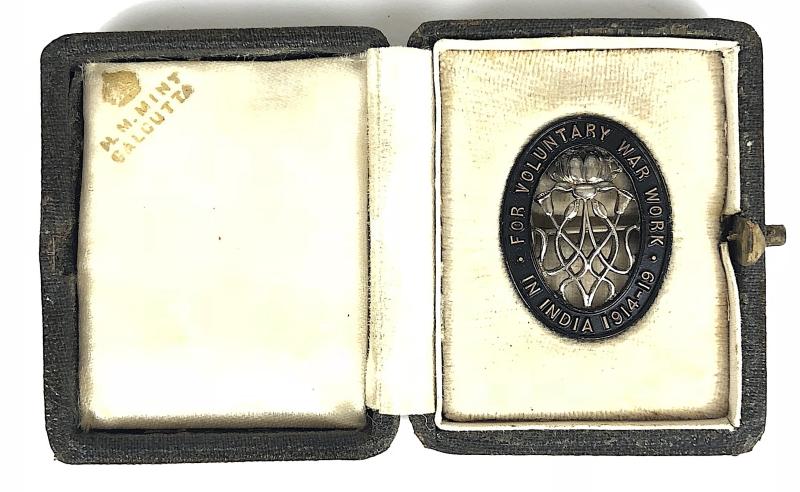 H. M. MINT
CALCUTTA
· FOR VOLUNTARY WAR WORK ·
IN INDIA 1914-19